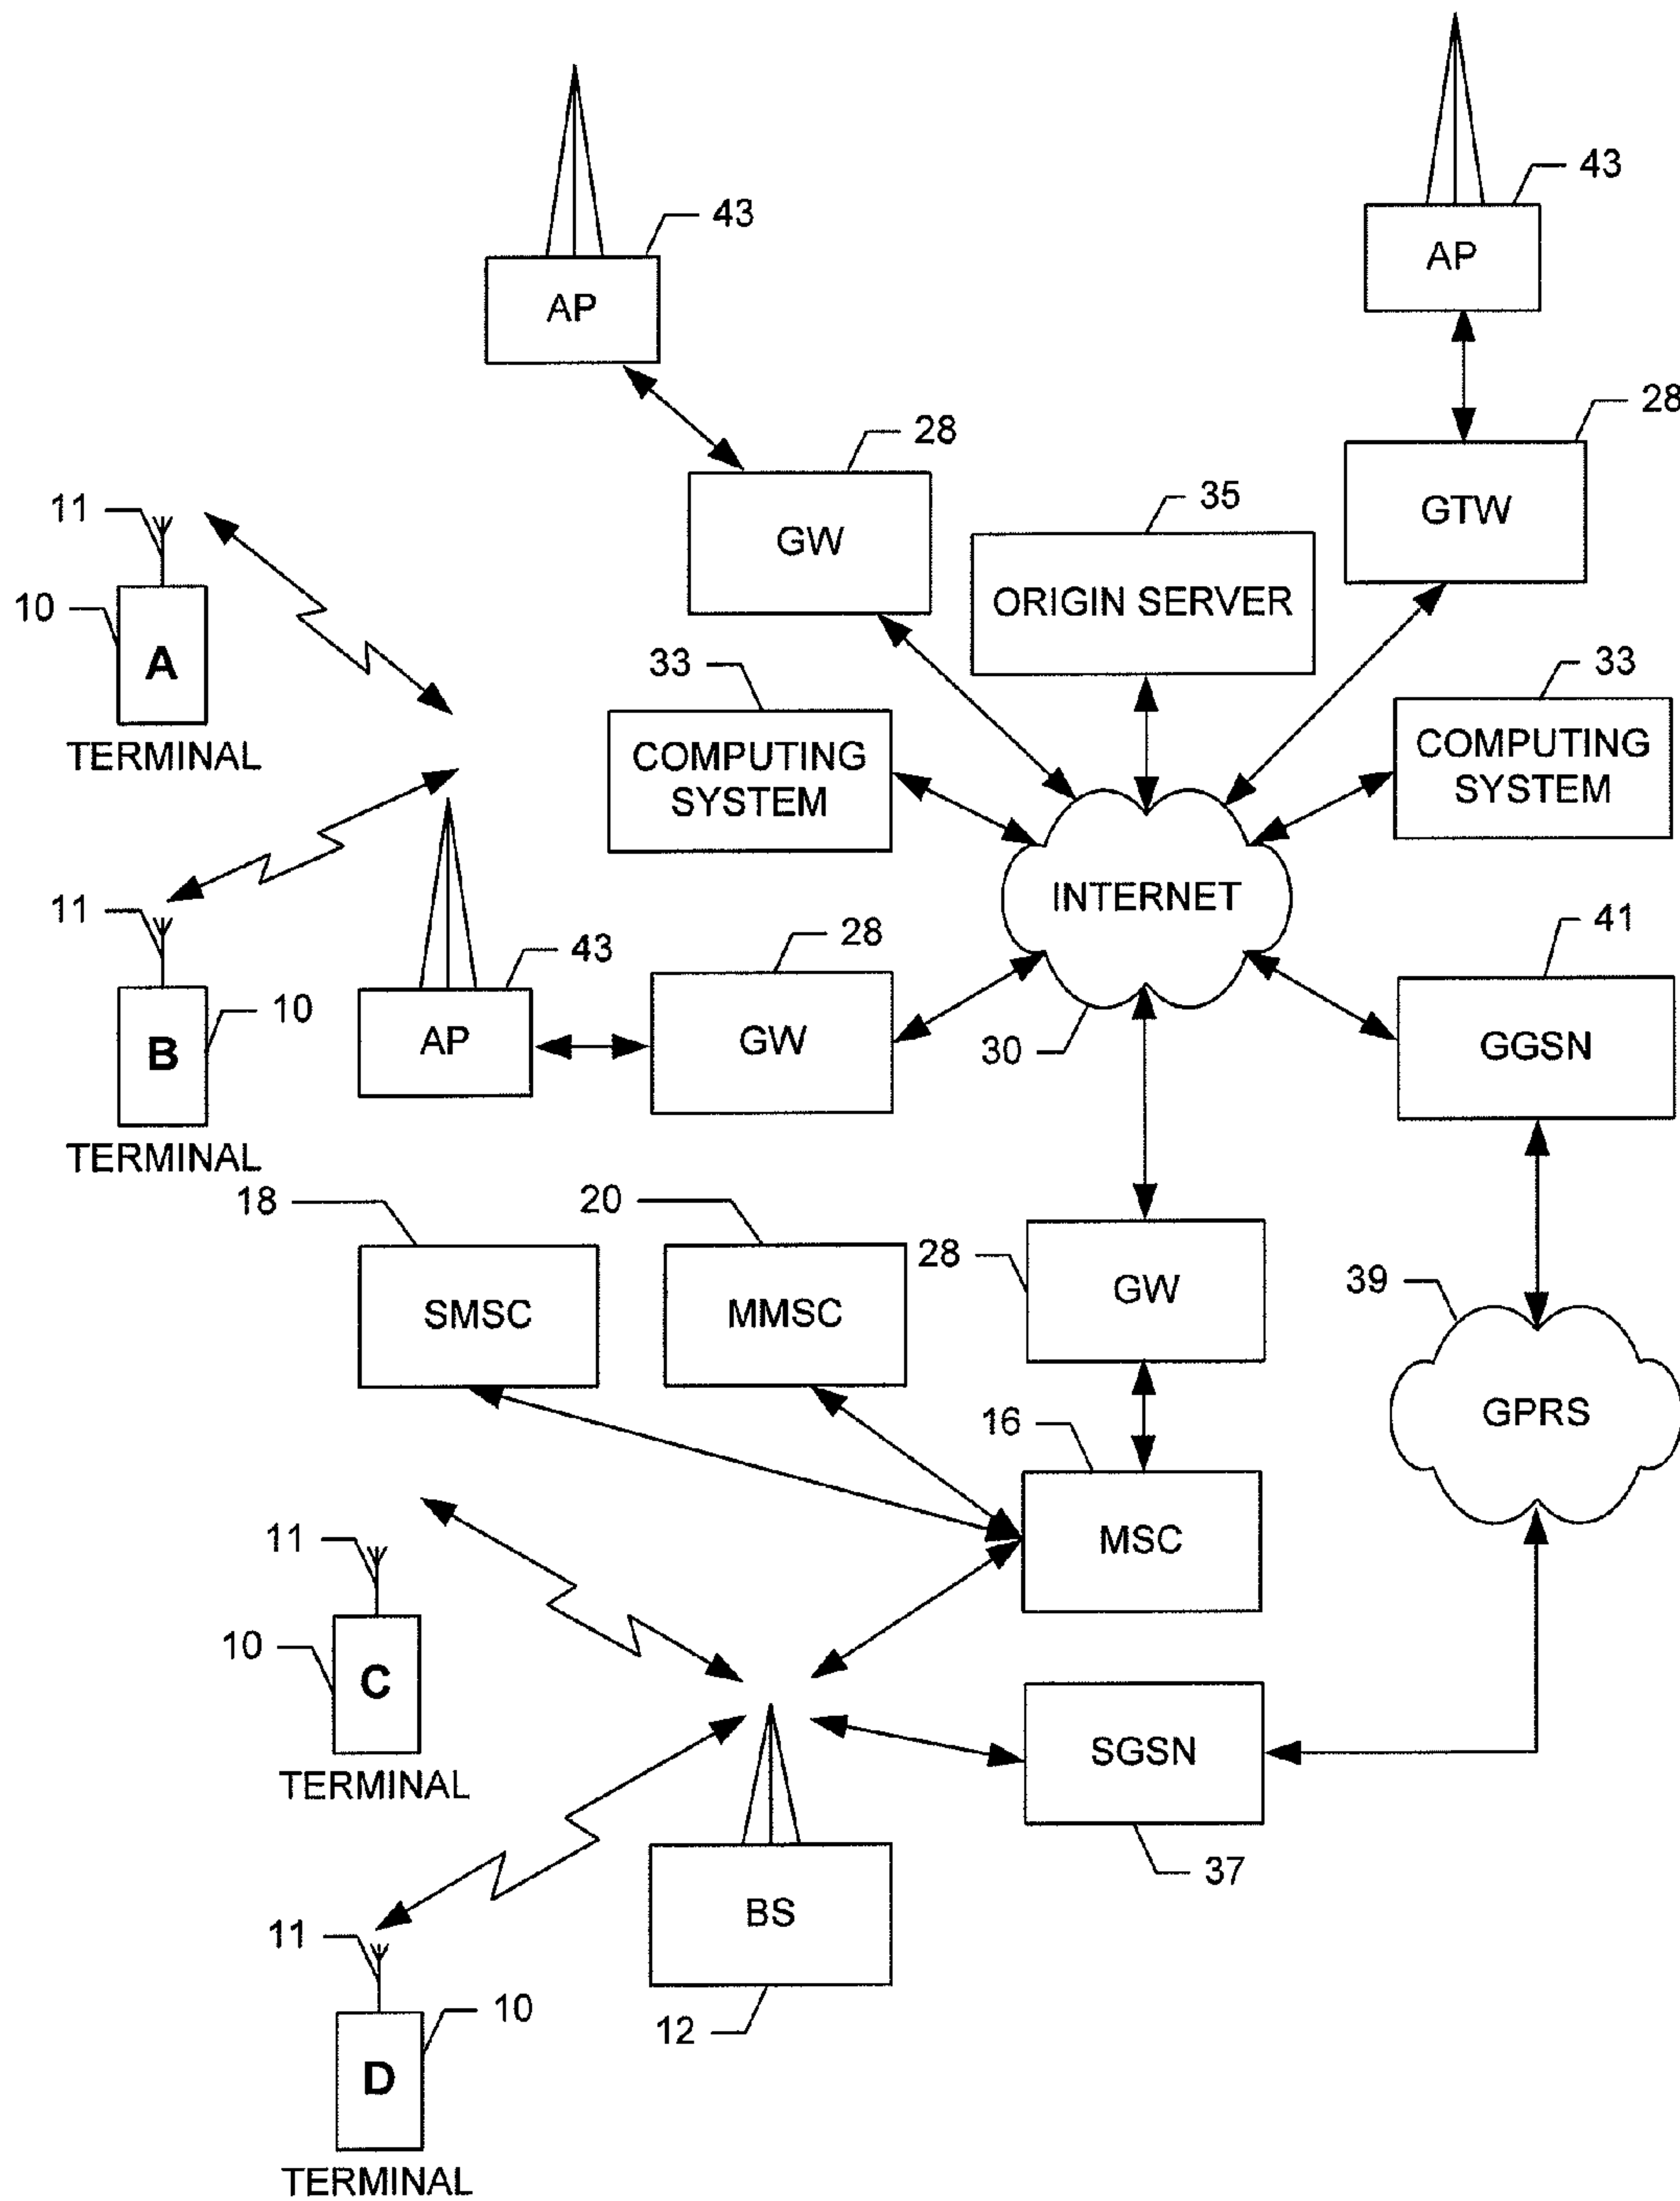 43
AP
43
AP
28
GW
28
GTW
35
ORIGIN SERVER
11
10
A
TERMINAL
33
COMPUTING
SYSTEM
33
COMPUTING
SYSTEM
INTERNET
30
11
10
B
TERMINAL
43
AP
28
GW
41
GGSN
18
SMSC
20
MMSC
28
GW
39
GPRS
16
MSC
11
10
C
TERMINAL
SGSN
37
BS
12
11
10
D
TERMINAL